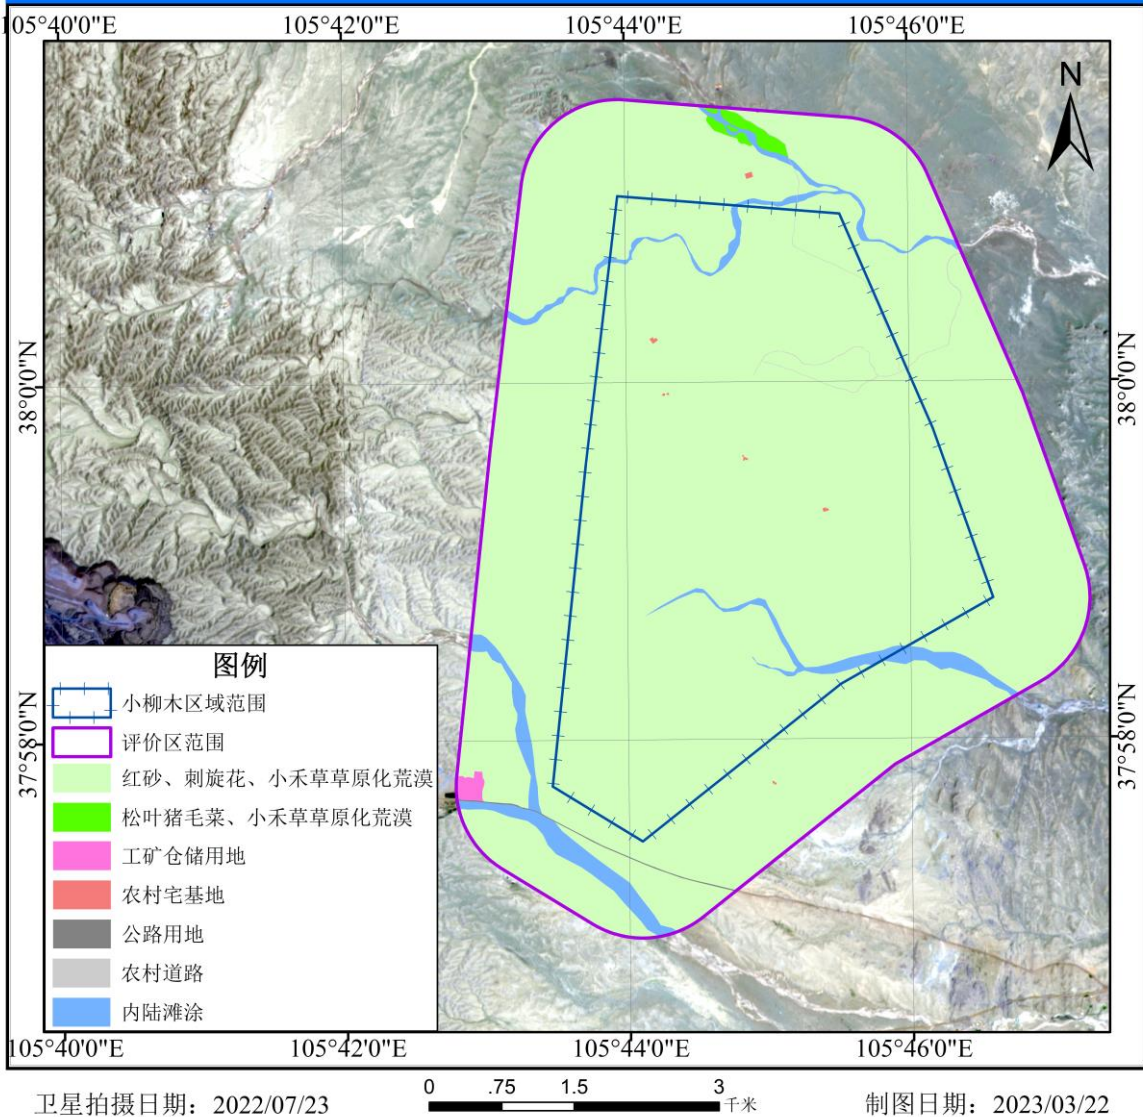 105°40'0"E 105°42'0"E 105°44'0"E 105°46'0"E
N
38°0'0"N 38°0'0"N
37°58'0"N 37°58'0"N
图例
小柳木区域范围
评价区范围
红砂、刺旋花、小禾草草原化荒漠
松叶猪毛菜、小禾草草原化荒漠
工矿仓储用地
农村宅基地
公路用地
农村道路
内陆滩涂
105°40'0"E 105°42'0"E 105°44'0"E 105°46'0"E
0 .75 1.5 3
千米
卫星拍摄日期：2022/07/23
制图日期：2023/03/22